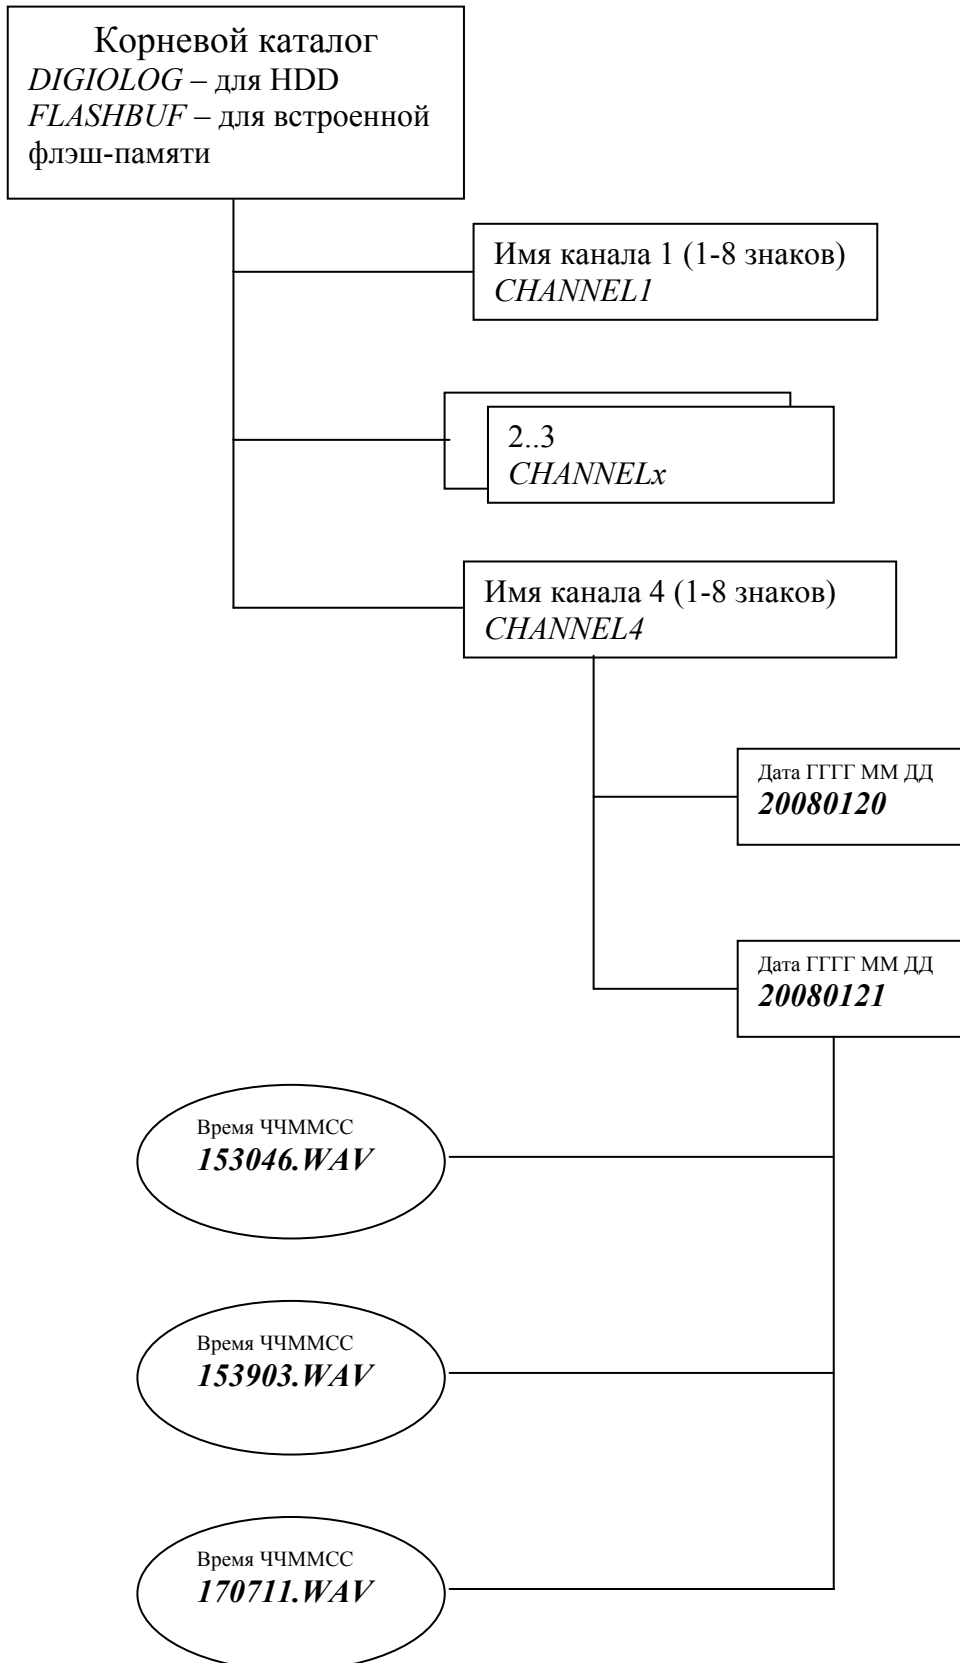 Корневой каталог
DIGIOLOG – для HDD
FLASHBUF – для встроенной
флэш-памяти
Имя канала 1 (1-8 знаков)
CHANNEL1
2..3
CHANNELx
Имя канала 4 (1-8 знаков)
CHANNEL4
Дата ГГГГ ММ ДД
20080120
Дата ГГГГ ММ ДД
20080121
Время ЧЧММСС
153046.WAV
Время ЧЧММСС
153903.WAV
Время ЧЧММСС
170711.WAV